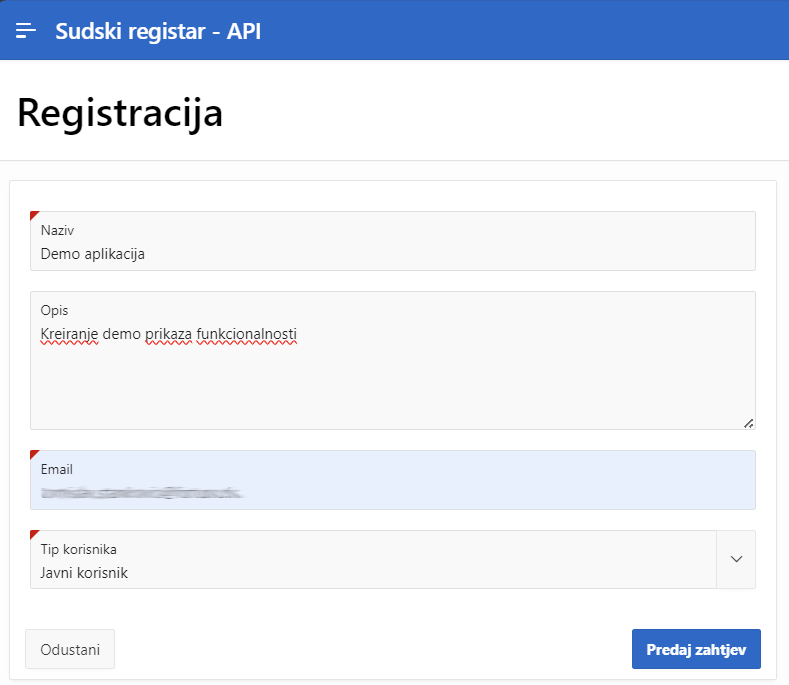 Sudski registar - API
Registracija
Naziv
Demo aplikacija
Opis
Kreiranje demo prikaza funkcionalnosti
Email
Tip korisnika
Javni korisnik
Odustani
Predaj zahtjev